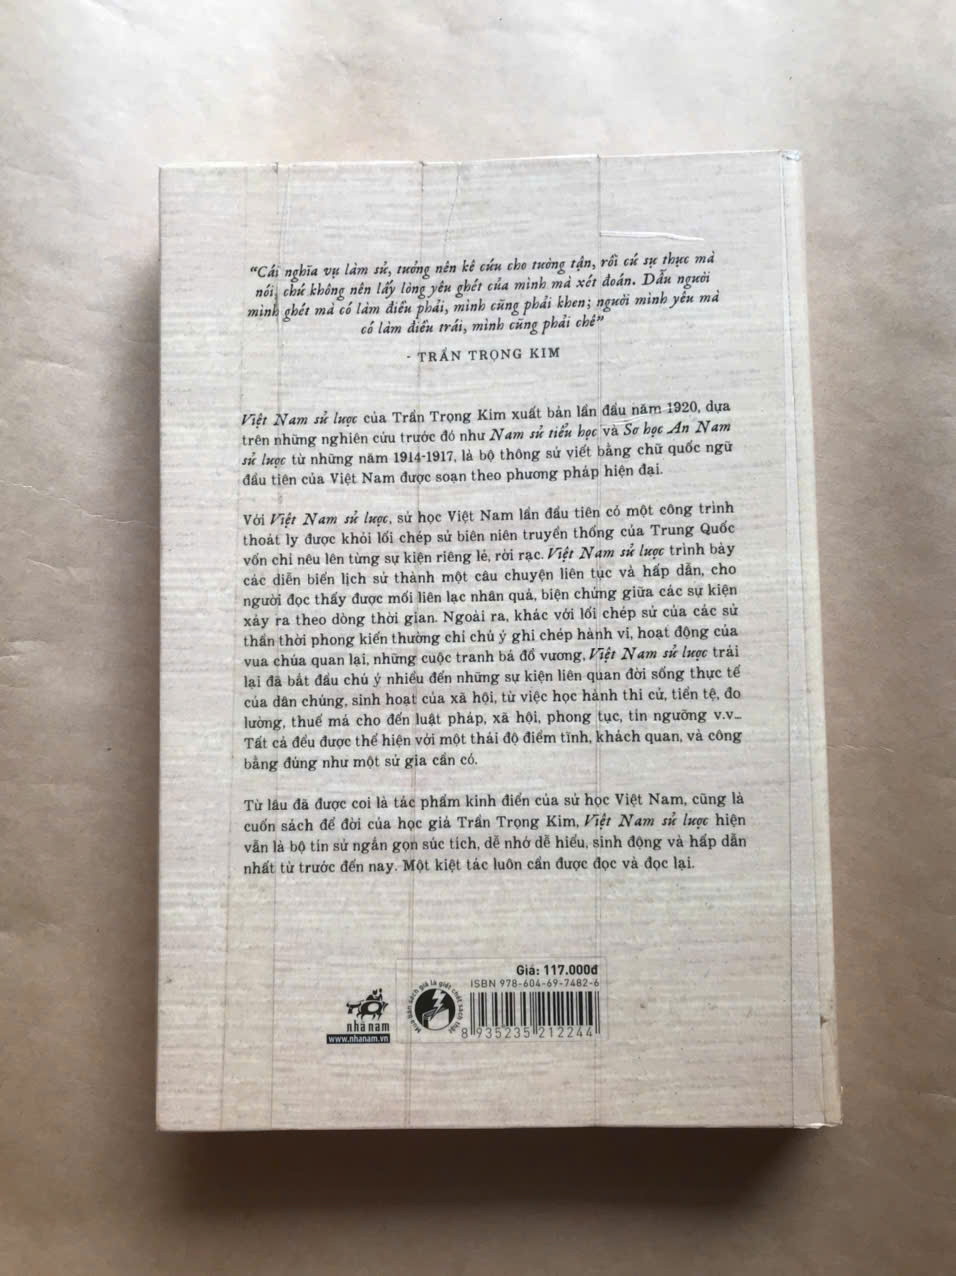 “Cái nghĩa vụ làm sử, tưởng nên kê cứu cho tường tận, rồi cứ sự thực mà
nói, chứ không nên lấy lòng yêu ghét của mình mà xét đoán. Dẫu người
mình ghét mà có làm điều phải, mình cũng phải khen; người mình yêu mà
có làm điều trái, mình cũng phải chê”
- TRẦN TRỌNG KIM
Việt Nam sử lược của Trần Trọng Kim xuất bản lần đầu năm 1920, dựa
trên những nghiên cứu trước đó như Nam sử tiểu học và Sơ học An Nam
sử lược từ những năm 1914-1917, là bộ thông sử viết bằng chữ quốc ngữ
đầu tiên của Việt Nam được soạn theo phương pháp hiện đại.
Với Việt Nam sử lược, sử học Việt Nam lần đầu tiên có một công trình
thoát ly được khỏi lối chép sử biên niên truyền thống của Trung Quốc
vốn chỉ nêu lên từng sự kiện riêng lẻ, rời rạc. Việt Nam sử lược trình bày
các diễn biến lịch sử thành một câu chuyện liên tục và hấp dẫn, cho
người đọc thấy được mối liên lạc nhân quả, biện chứng giữa các sự kiện
xảy ra theo dòng thời gian. Ngoài ra, khác với lối chép sử của các sử
thần thời phong kiến thường chỉ chú ý ghi chép hành vi, hoạt động của
vua chúa quan lại, những cuộc tranh bá đồ vương, Việt Nam sử lược trái
lại đã bắt đầu chú ý nhiều đến những sự kiện liên quan đời sống thực tế
của dân chúng, sinh hoạt của xã hội, từ việc học hành thi cử, tiền tệ, đo
lường, thuế má cho đến luật pháp, xã hội, phong tục, tín ngưỡng v.v...
Tất cả đều được thể hiện với một thái độ điềm tĩnh, khách quan, và công
bằng đúng như một sử gia cần có.
Từ lâu đã được coi là tác phẩm kinh điển của sử học Việt Nam, cũng là
cuốn sách để đời của học giả Trần Trọng Kim, Việt Nam sử lược hiện
vẫn là bộ tín sử ngắn gọn súc tích, dễ nhớ dễ hiểu, sinh động và hấp dẫn
nhất từ trước đến nay. Một kiệt tác luôn cần được đọc và đọc lại.
Giá: 117.000đ
ISBN 978-604-69-7482-6
Mua bán sách giả là giết chết sách thật
nhã nam
www.nhanam.vn
8 935235 212244